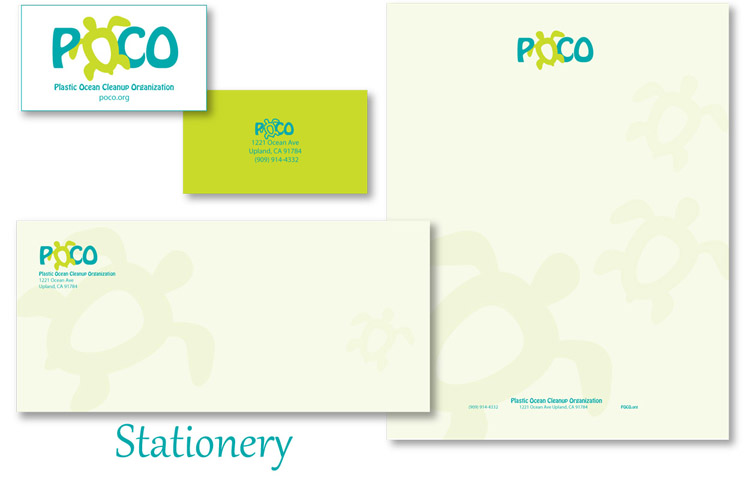 POCO
Plastic Ocean Cleanup Organization
poco.org
POCO
1221 Ocean Ave
Upland, CA 91784
(909) 914-4332
POCO
Plastic Ocean Cleanup Organization
1221 Ocean Ave
Upland, CA 91784
POCO
Plastic Ocean Cleanup Organization
(909) 914-4332 1221 Ocean Ave Upland, CA 91784
Stationery